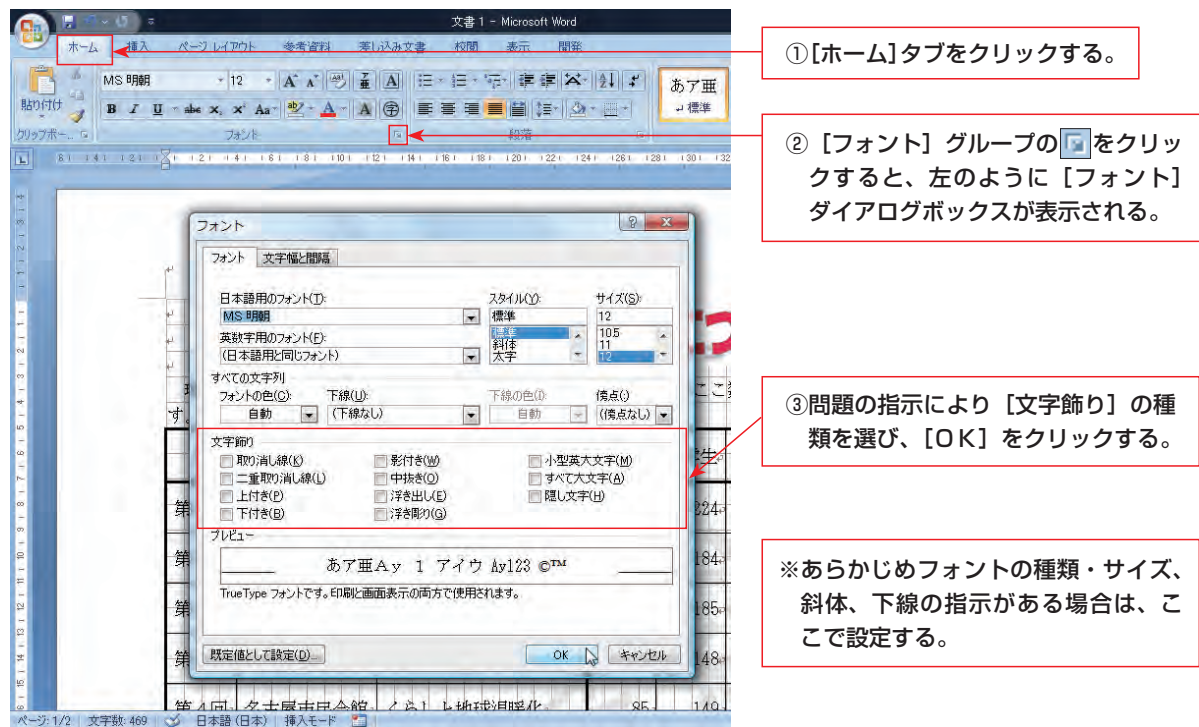 文書 1 - Microsoft Word
ホーム 挿入 ページ レイアウト 参考資料 差し込み文書 校閲 表示 開発
①[ホーム]タブをクリックする。
MS 明朝 12
貼り付け
あア亜
標準
クリップボー... フォント 段落
② [フォント] グループの をクリッ
クすると、左のように [フォント]
ダイアログボックスが表示される。
フォント
フォント 文字幅と間隔
日本語用のフォント(T): スタイル(Y): サイズ(S):
MS 明朝 標準 12
英数字用のフォント(F): 標準 10.5
斜体 11
(日本語用と同じフォント) 太字 12
すべての文字列
フォントの色(C): 下線(U): 下線の色(I): 傍点(:)
自動 (下線なし) 自動 (傍点なし)
文字飾り
取り消し線(K) 影付き(W) 小型英大文字(M)
二重取り消し線(L) 中抜き(O) すべて大文字(A)
上付き(P) 浮き出し(E) 隠し文字(H)
下付き(B) 浮き彫り(G)
プレビュー
あア亜Ay 1 アイウ Ay123 ©™
TrueType フォントです。印刷と画面表示の両方で使用されます。
既定値として設定(D)... OK キャンセル
③問題の指示により [文字飾り] の種
類を選び、[OK] をクリックする。
※あらかじめフォントの種類・サイズ、
斜体、下線の指示がある場合は、こ
こで設定する。
す。
第 224
第 184
第 185
第 148
第4回 名古屋市民会館 くらしと地球温暖化 85 149
ページ: 1/2 文字数: 469 日本語 (日本) 挿入モード